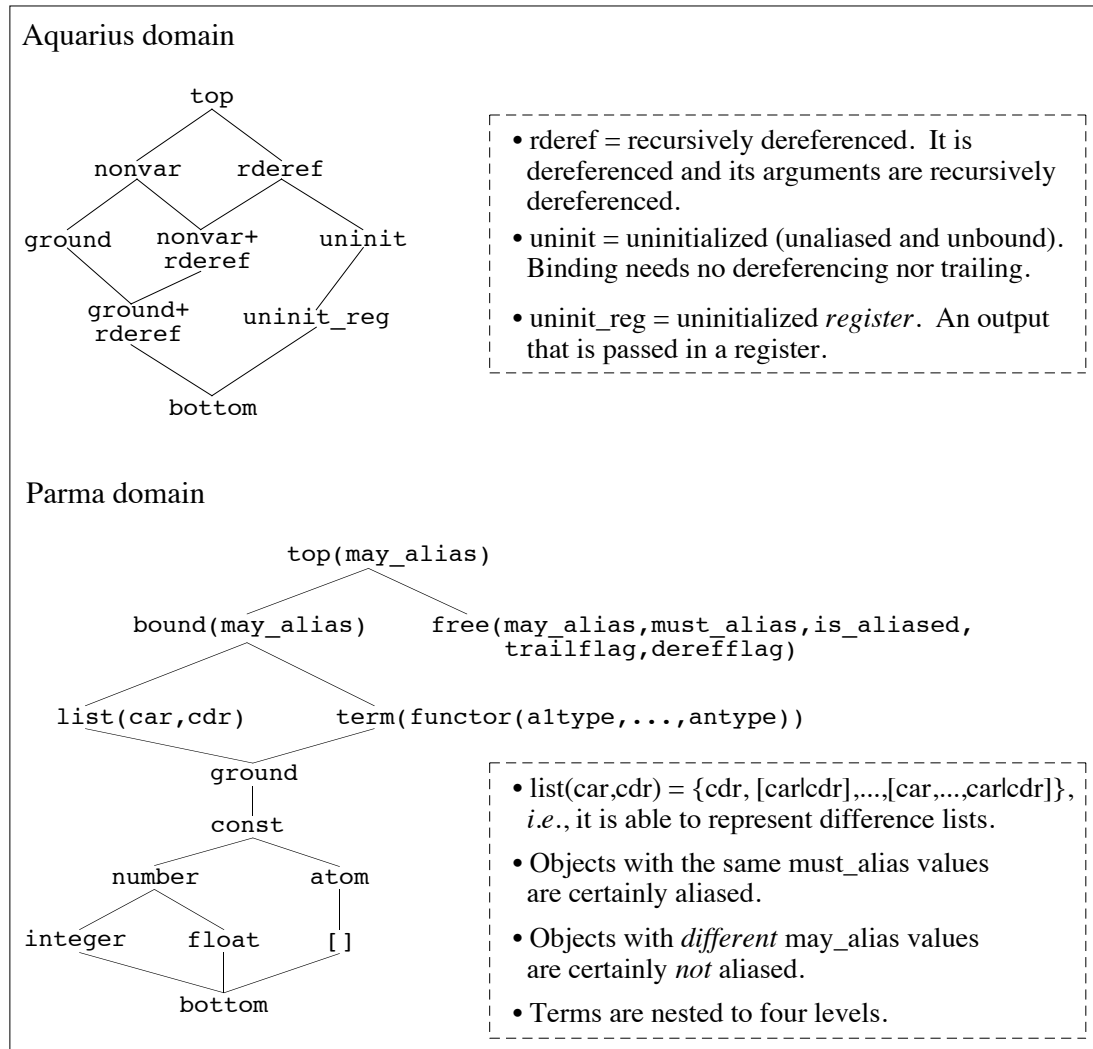 Aquarius domain
top
nonvar rderef
ground nonvar+ uninit
rderef
ground+ uninit_reg
rderef
bottom
• rderef = recursively dereferenced. It is
dereferenced and its arguments are recursively
dereferenced.
• uninit = uninitialized (unaliased and unbound).
Binding needs no dereferencing nor trailing.
• uninit_reg = uninitialized register. An output
that is passed in a register.
Parma domain
top(may_alias)
bound(may_alias) free(may_alias,must_alias,is_aliased,
trailflag,derefflag)
list(car,cdr) term(functor(a1type,...,antype))
ground
const
number atom
integer float []
bottom
• list(car,cdr) = {cdr, [car|cdr],...,[car,...,car|cdr]},
i.e., it is able to represent difference lists.
• Objects with the same must_alias values
are certainly aliased.
• Objects with different may_alias values
are certainly not aliased.
• Terms are nested to four levels.